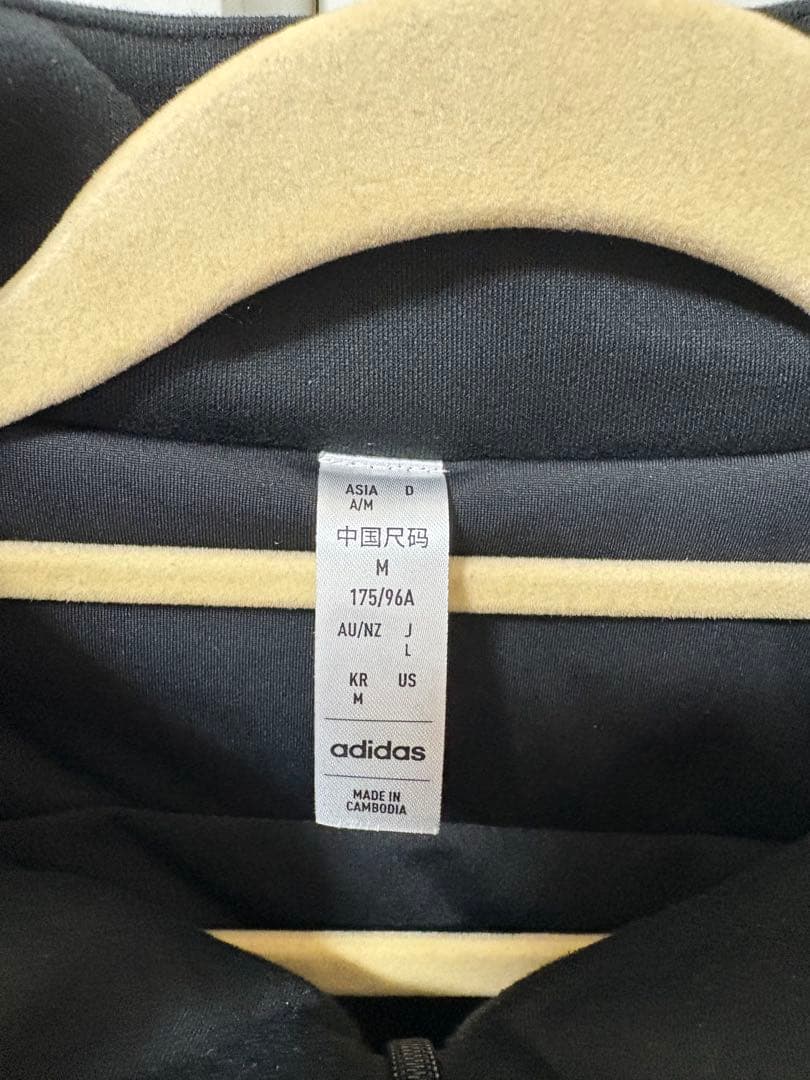 ASIA D
A/M
中国尺码
M
175/96A
AU/NZ J
L
KR US
M
adidas
MADE IN
CAMBODIA